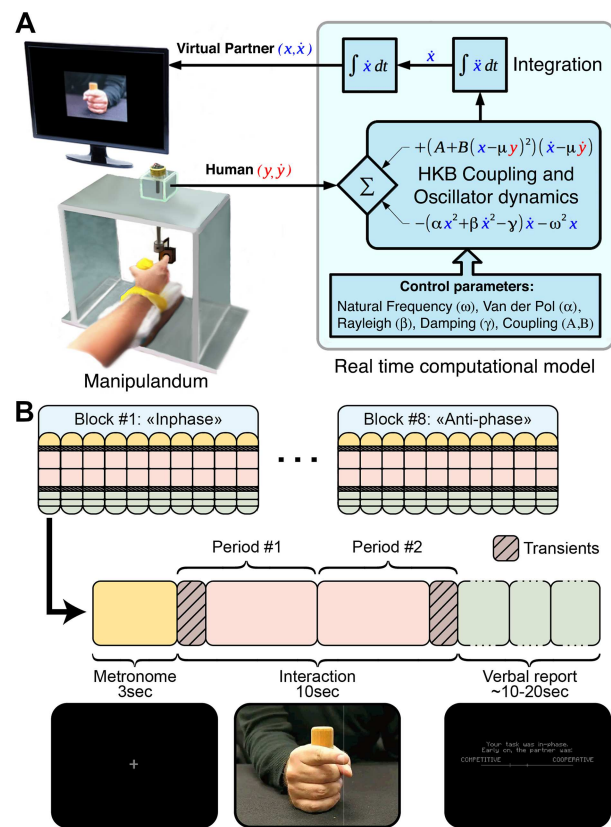 A
Virtual Partner (x, ẋ)
∫ ẋ dt
ẋ
∫ ẍ dt
Integration
Human (y, ẏ)
Σ
+(A+B(x−μy)²)(ẋ−μẏ)
HKB Coupling and
Oscillator dynamics
−(αx²+βẋ²−γ)ẋ−ω²x
Control parameters:
Natural Frequency (ω), Van der Pol (α),
Rayleigh (β), Damping (γ), Coupling (A,B)
Manipulandum
Real time computational model
B
Block #1: «Inphase»
Block #8: «Anti-phase»
Period #1
Period #2
Transients
Metronome
3sec
Interaction
10sec
Verbal report
~10-20sec
Your task was in-phase.
Early on, the partner was:
COMPETITIVE COOPERATIVE